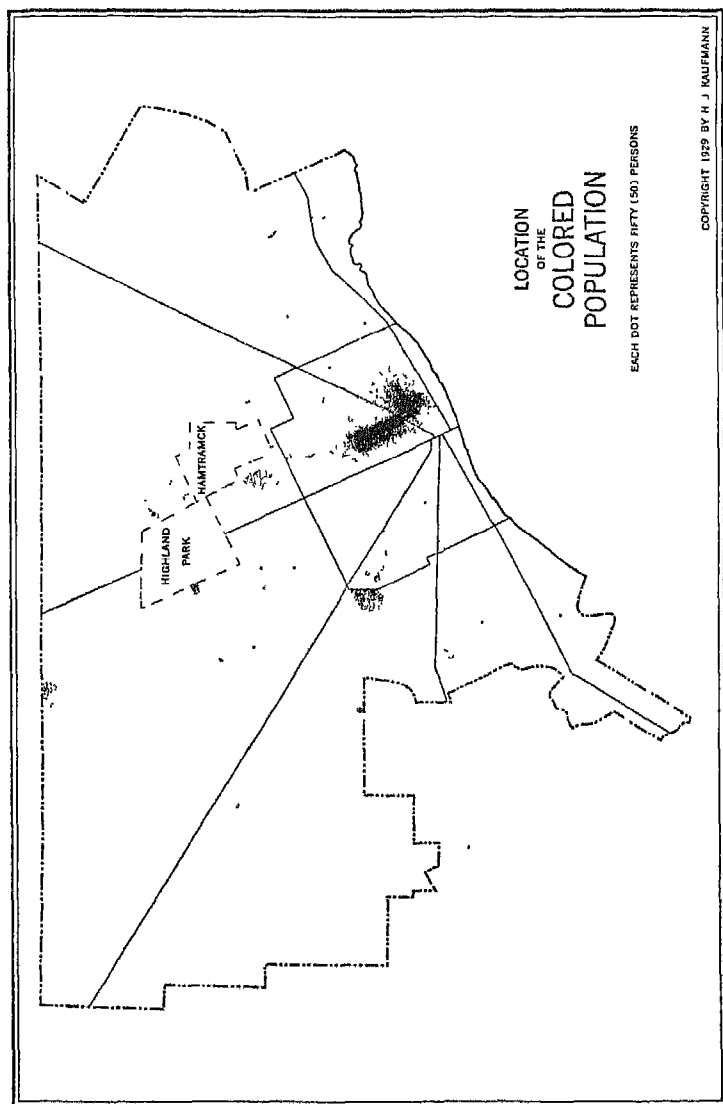 LOCATION
OF THE
COLORED
POPULATION
EACH DOT REPRESENTS FIFTY (50) PERSONS
HIGHLAND
PARK
HAMTRAMCK
COPYRIGHT 1929 BY H J KAUFMANN